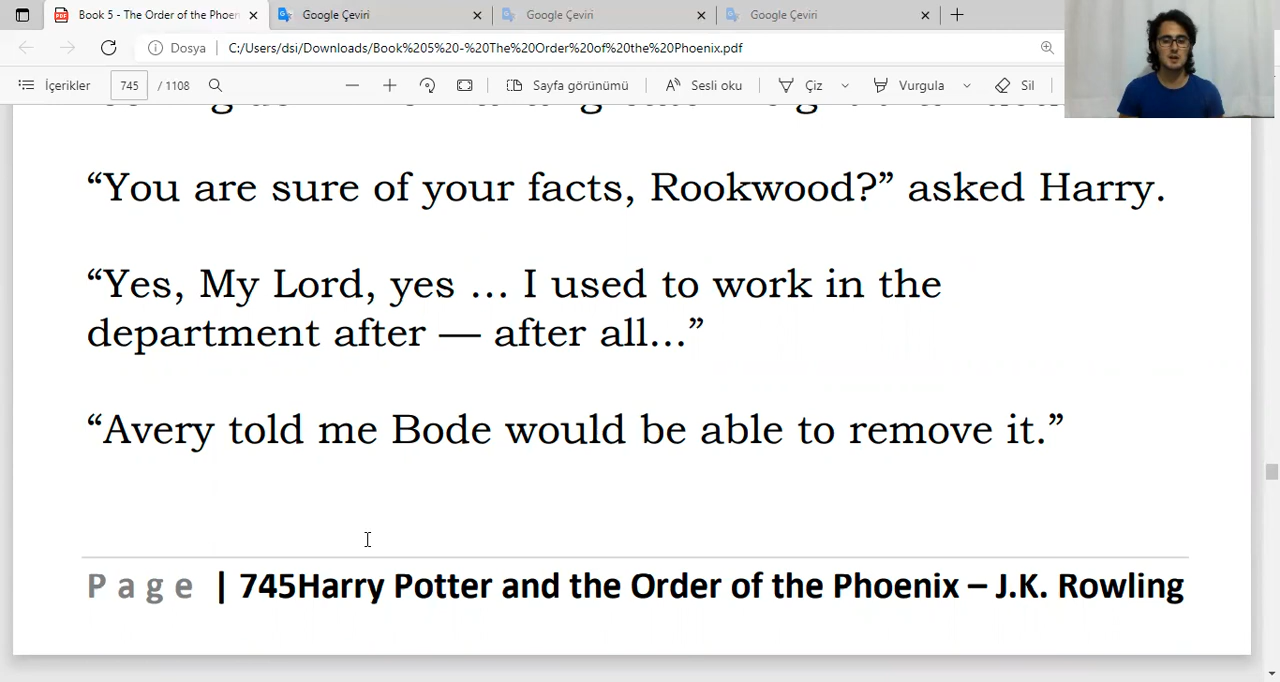 Book 5 - The Order of the Phoen
Google Çeviri
Google Çeviri
Google Çeviri
Dosya
C:/Users/dsi/Downloads/Book%205%20-%20The%20Order%20of%20the%20Phoenix.pdf
İçerikler
745 / 1108
Sayfa görünümü
Sesli oku
Çiz
Vurgula
Sil
“You are sure of your facts, Rookwood?” asked Harry.
“Yes, My Lord, yes … I used to work in the
department after — after all…”
“Avery told me Bode would be able to remove it.”
Page | 745Harry Potter and the Order of the Phoenix – J.K. Rowling